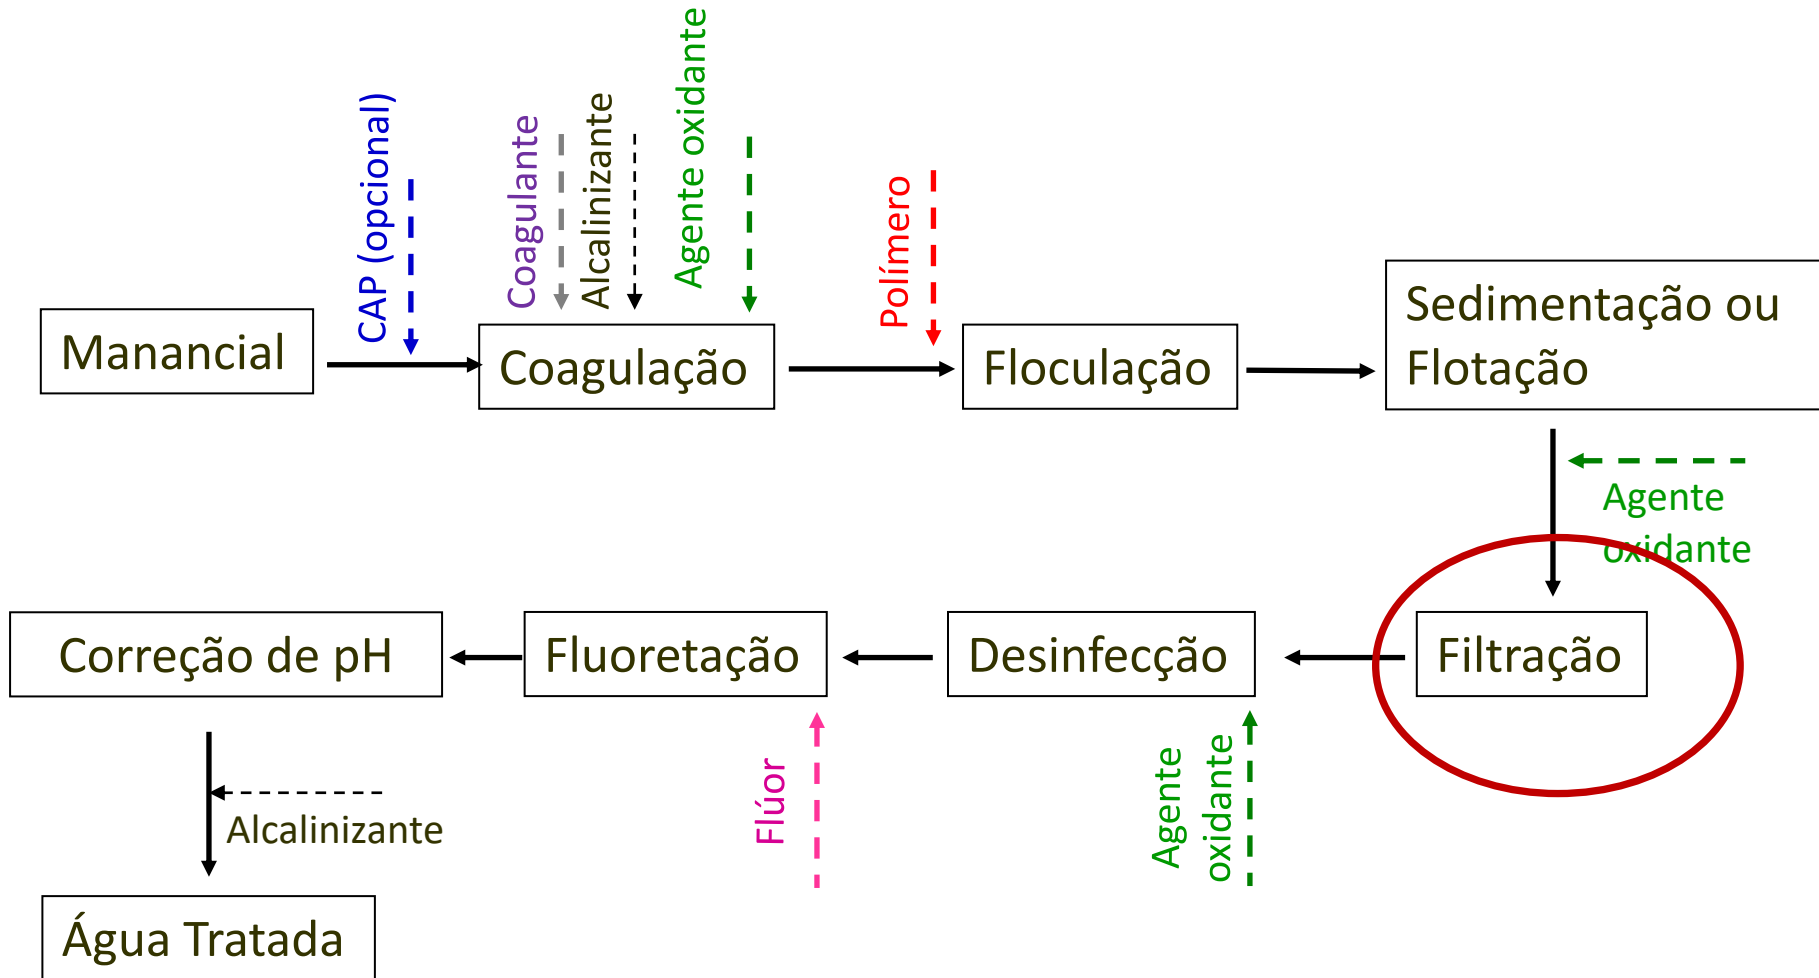 CAP (opcional)
Coagulante
Alcalinizante
Agente oxidante
Polímero
Manancial
Coagulação
Floculação
Sedimentação ou
Flotação
Agente
oxidante
Correção de pH
Fluoretação
Desinfecção
Filtração
Flúor
Agente
oxidante
Alcalinizante
Água Tratada